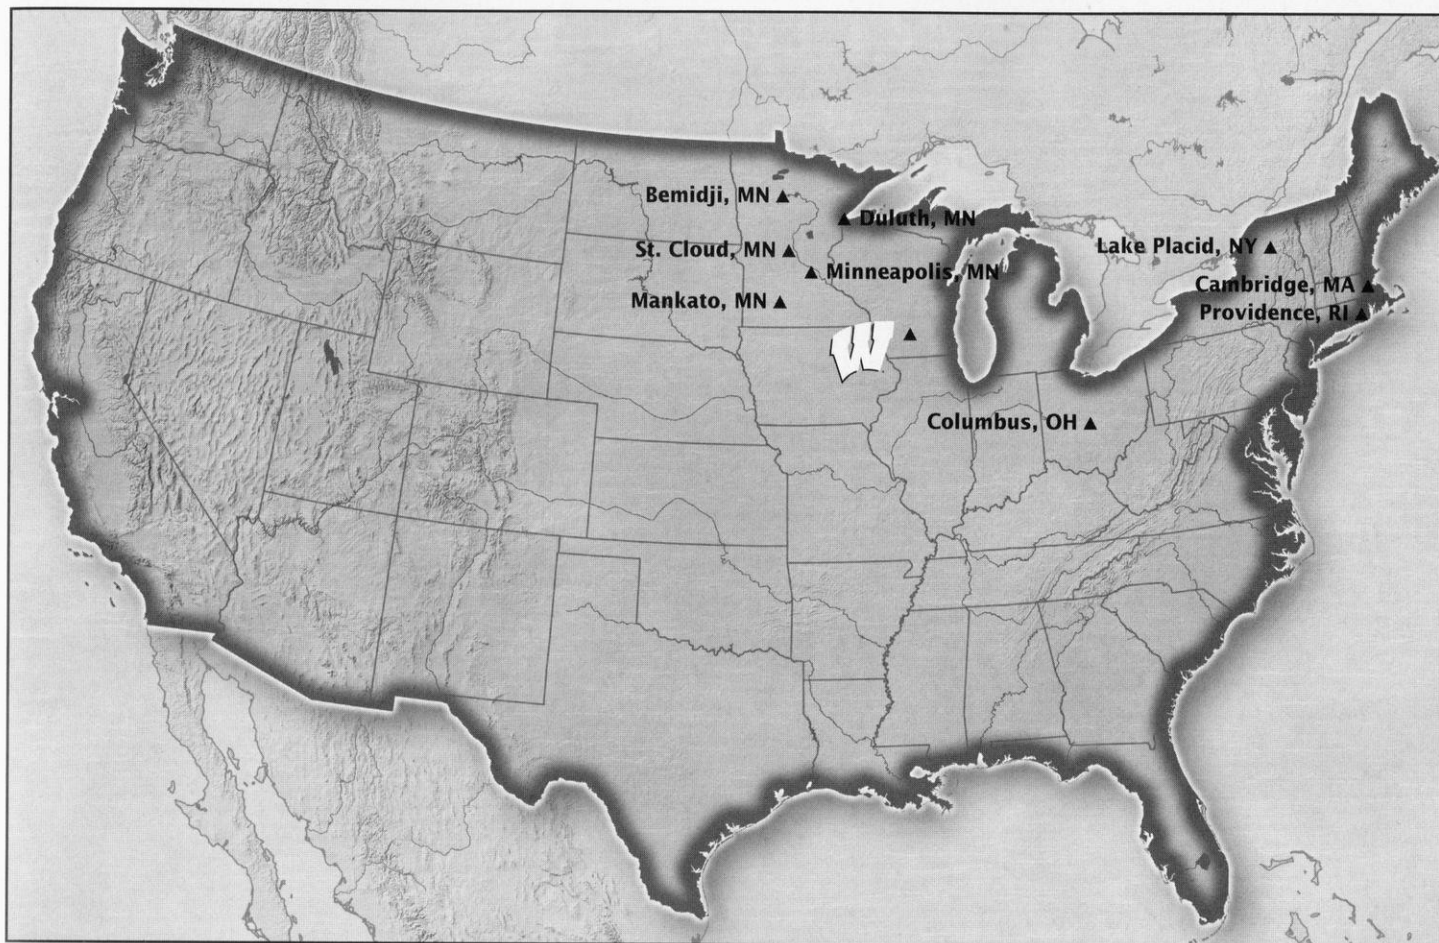 Bemidji, MN
Duluth, MN
St. Cloud, MN
Lake Placid, NY
Minneapolis, MN
Cambridge, MA
Mankato, MN
Providence, RI
W
Columbus, OH